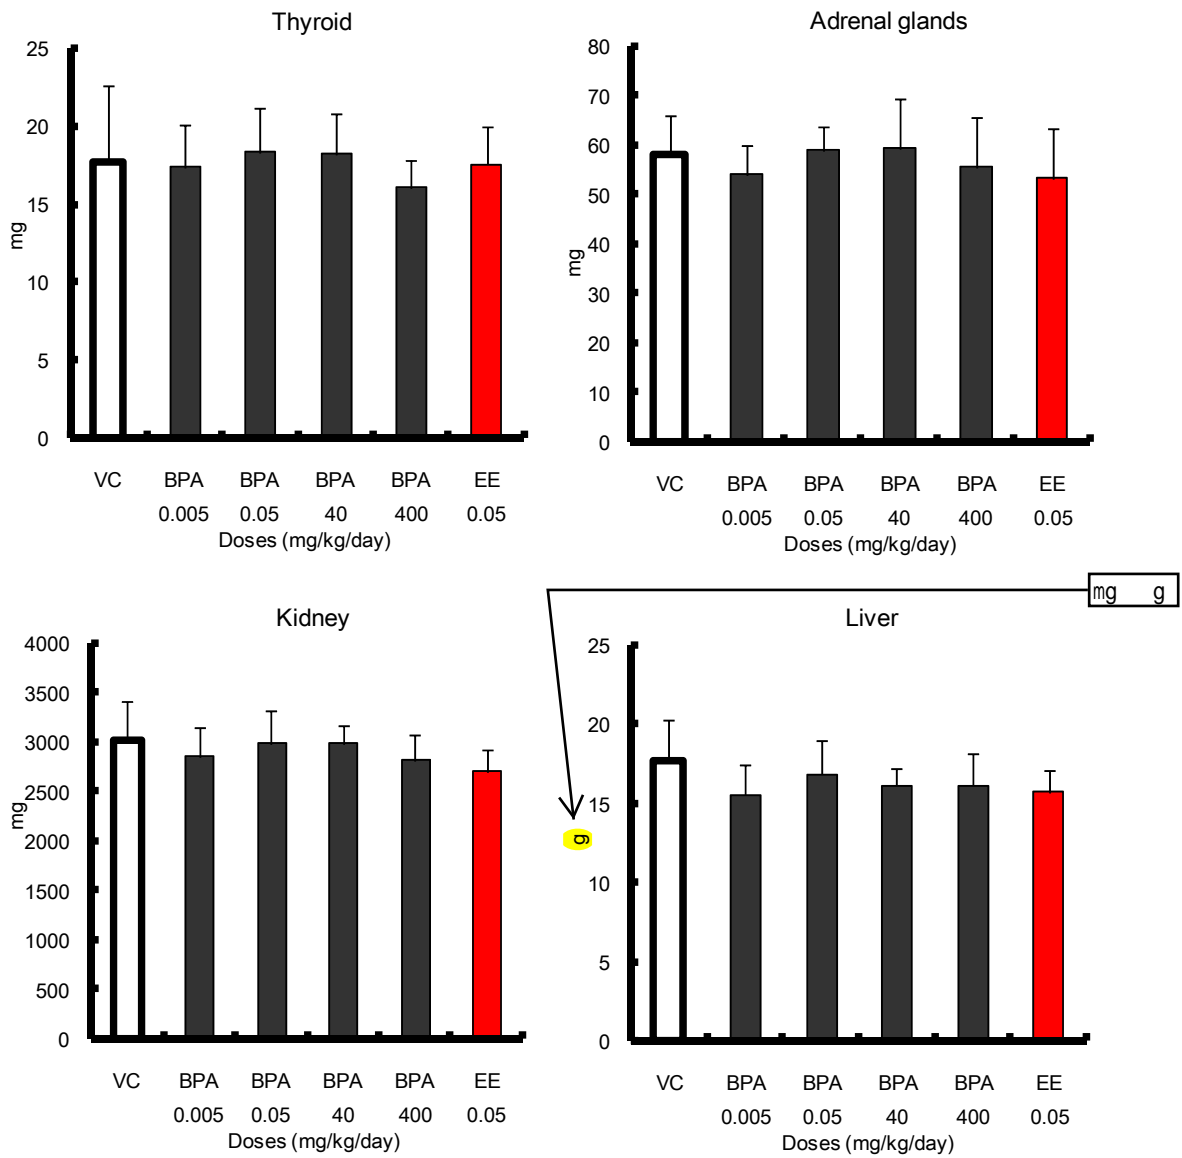 Thyroid
25
20
15
10
5
0
mg
VC BPA BPA BPA BPA EE
0.005 0.05 40 400 0.05
Doses (mg/kg/day)
Adrenal glands
80
70
60
50
40
30
20
10
0
mg
VC BPA BPA BPA BPA EE
0.005 0.05 40 400 0.05
Doses (mg/kg/day)
mg g
Kidney
4000
3500
3000
2500
2000
1500
1000
500
0
mg
VC BPA BPA BPA BPA EE
0.005 0.05 40 400 0.05
Doses (mg/kg/day)
Liver
25
20
15
10
5
0
g
VC BPA BPA BPA BPA EE
0.005 0.05 40 400 0.05
Doses (mg/kg/day)